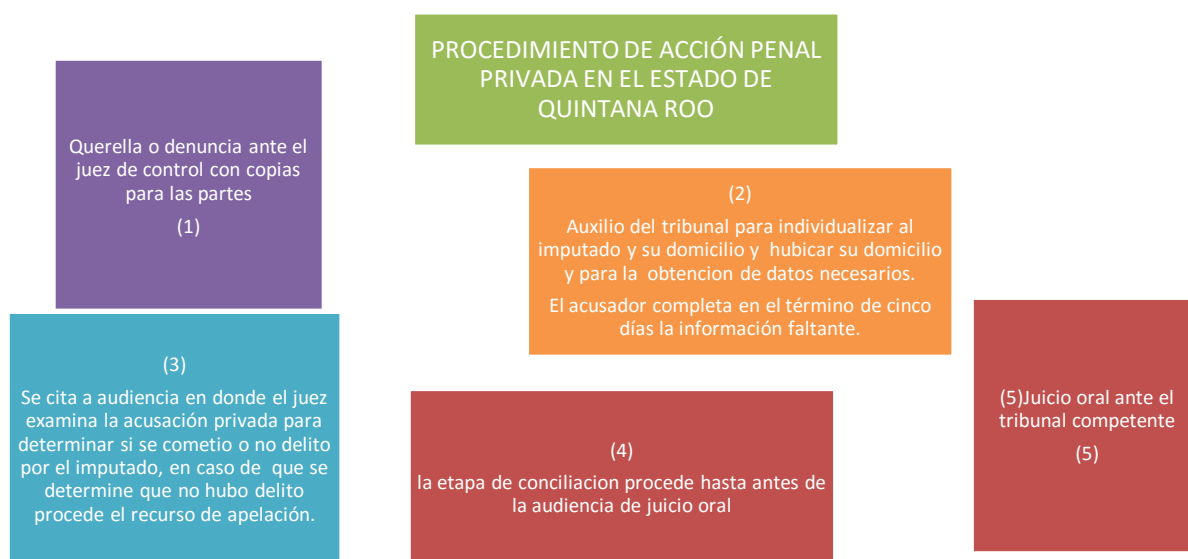 PROCEDIMIENTO DE ACCIÓN PENAL
PRIVADA EN EL ESTADO DE
QUINTANA ROO
Querella o denuncia ante el
juez de control con copias
para las partes
(1)
(2)
Auxilio del tribunal para individualizar al
imputado y su domicilio y hubicar su domicilio
y para la obtencion de datos necesarios.
El acusador completa en el término de cinco
días la información faltante.
(3)
Se cita a audiencia en donde el juez
examina la acusación privada para
determinar si se cometio o no delito
por el imputado, en caso de que se
determine que no hubo delito
procede el recurso de apelación.
(4)
la etapa de conciliacion procede hasta antes de
la audiencia de juicio oral
(5)Juicio oral ante el
tribunal competente
(5)